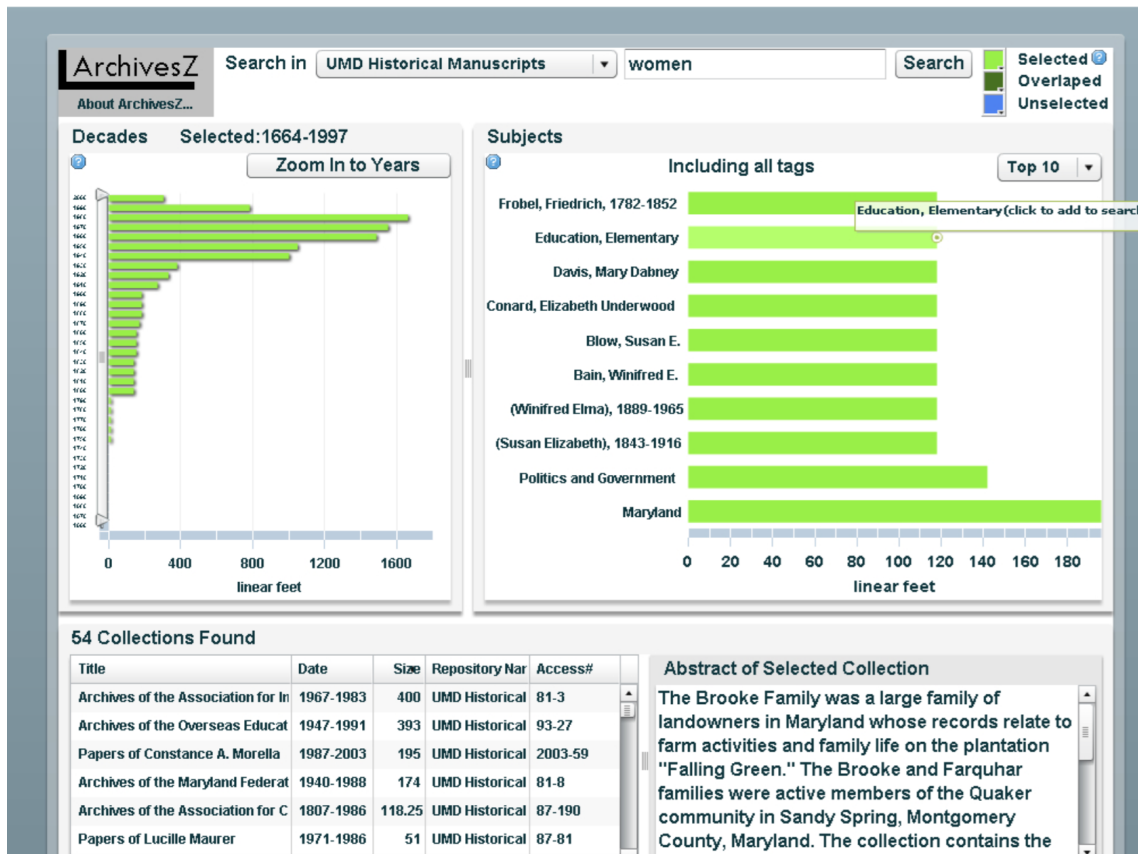 ArchivesZ
About ArchivesZ...
Search in UMD Historical Manuscripts women Search
Selected
Overlaped
Unselected
Decades Selected:1664-1997
Zoom In to Years
0 400 800 1200 1600
linear feet
Subjects
Including all tags
Top 10
Frobel, Friedrich, 1782-1852
Education, Elementary(click to add to search
Education, Elementary
Davis, Mary Dabney
Conard, Elizabeth Underwood
Blow, Susan E.
Bain, Winifred E.
(Winifred Elma), 1889-1965
(Susan Elizabeth), 1843-1916
Politics and Government
Maryland
0 20 40 60 80 100 120 140 160 180
linear feet
54 Collections Found
Title Date Size Repository Nar Access#
Archives of the Association for In 1967-1983 400 UMD Historical 81-3
Archives of the Overseas Educat 1947-1991 393 UMD Historical 93-27
Papers of Constance A. Morella 1987-2003 195 UMD Historical 2003-59
Archives of the Maryland Federat 1940-1988 174 UMD Historical 81-8
Archives of the Association for C 1807-1986 118.25 UMD Historical 87-190
Papers of Lucille Maurer 1971-1986 51 UMD Historical 87-81
Abstract of Selected Collection
The Brooke Family was a large family of
landowners in Maryland whose records relate to
farm activities and family life on the plantation
"Falling Green." The Brooke and Farquhar
families were active members of the Quaker
community in Sandy Spring, Montgomery
County, Maryland. The collection contains the